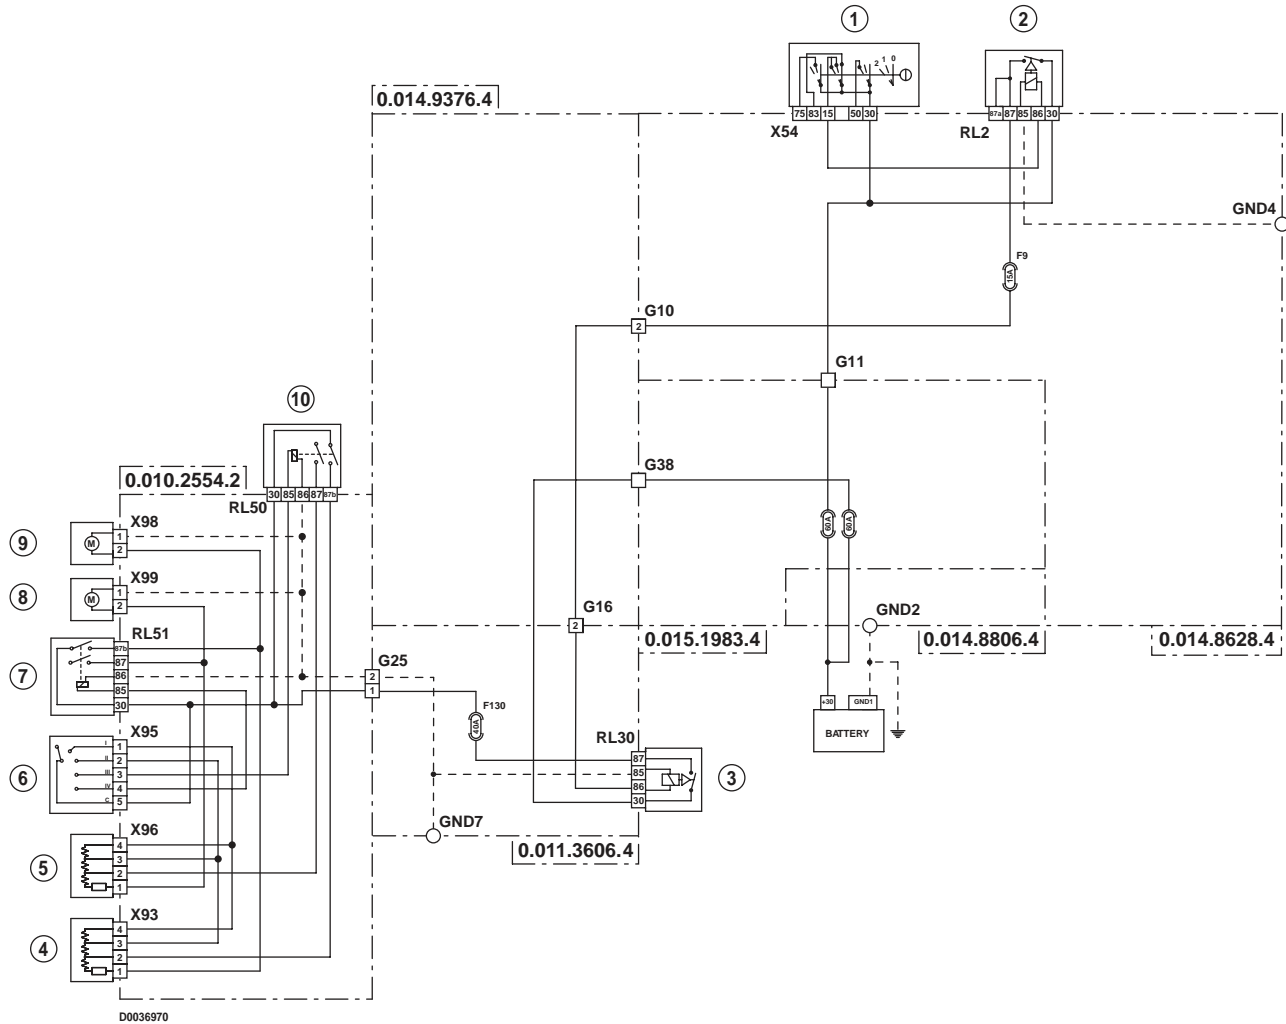 1
2
0.014.9376.4
2 1 0
75 83 15 50 30
X54
87a 87 85 86 30
RL2
GND4
F9
15A
G10
2
G11
10
G38
0.010.2554.2
30 85 86 87 87b
RL50
60A
60A
9
X98
M
1
2
8
X99
M
1
2
G16
2
GND2
0.015.1983.4
0.014.8806.4
0.014.8628.4
7
RL51
87b
87
86
85
30
G25
2
1
F130
40A
+30
GND1
BATTERY
RL30
87
85
86
30
3
6
X95
I
II
III
IV
C
1
2
3
4
5
GND7
0.011.3606.4
5
X96
4
3
2
1
4
X93
4
3
2
1
D0036970